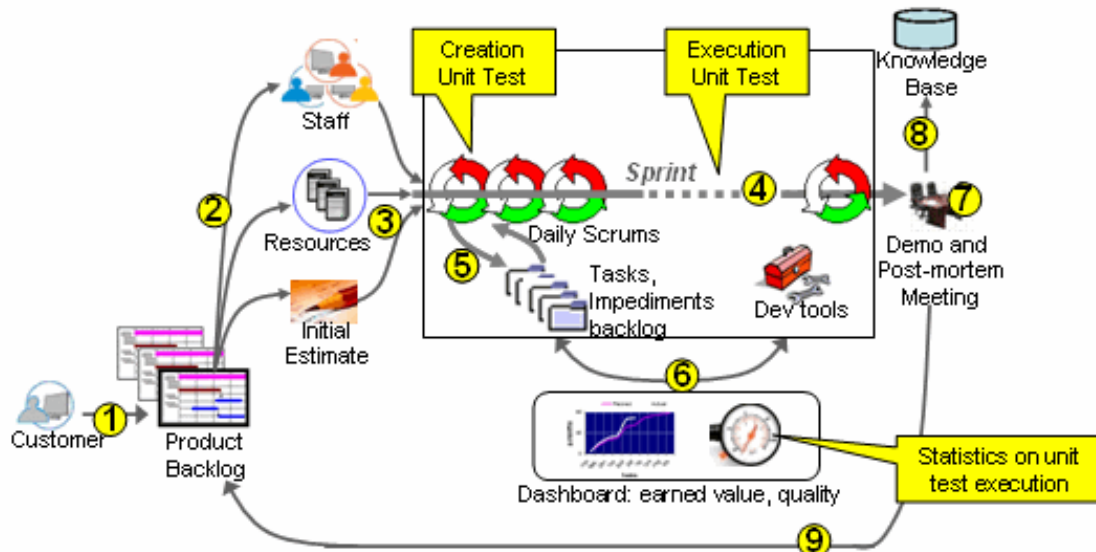 Creation
Unit Test
Execution
Unit Test
Knowledge
Base
8
Staff
2
Sprint
4
7
3
Resources
Daily Scrums
Demo and
Post-mortem
Meeting
5
Tasks,
Impediments
backlog
Dev tools
Initial
Estimate
6
1
Customer
Product
Backlog
Statistics on unit
test execution
Dashboard: earned value, quality
9